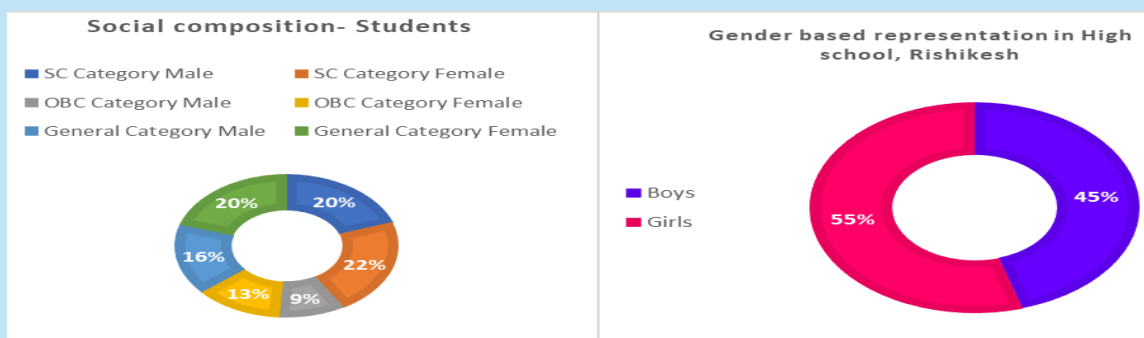 Social composition- Students
SC Category Male
SC Category Female
OBC Category Male
OBC Category Female
General Category Male
General Category Female
20%
20%
16%
22%
13%
9%
Gender based representation in High
school, Rishikesh
Boys
Girls
45%
55%